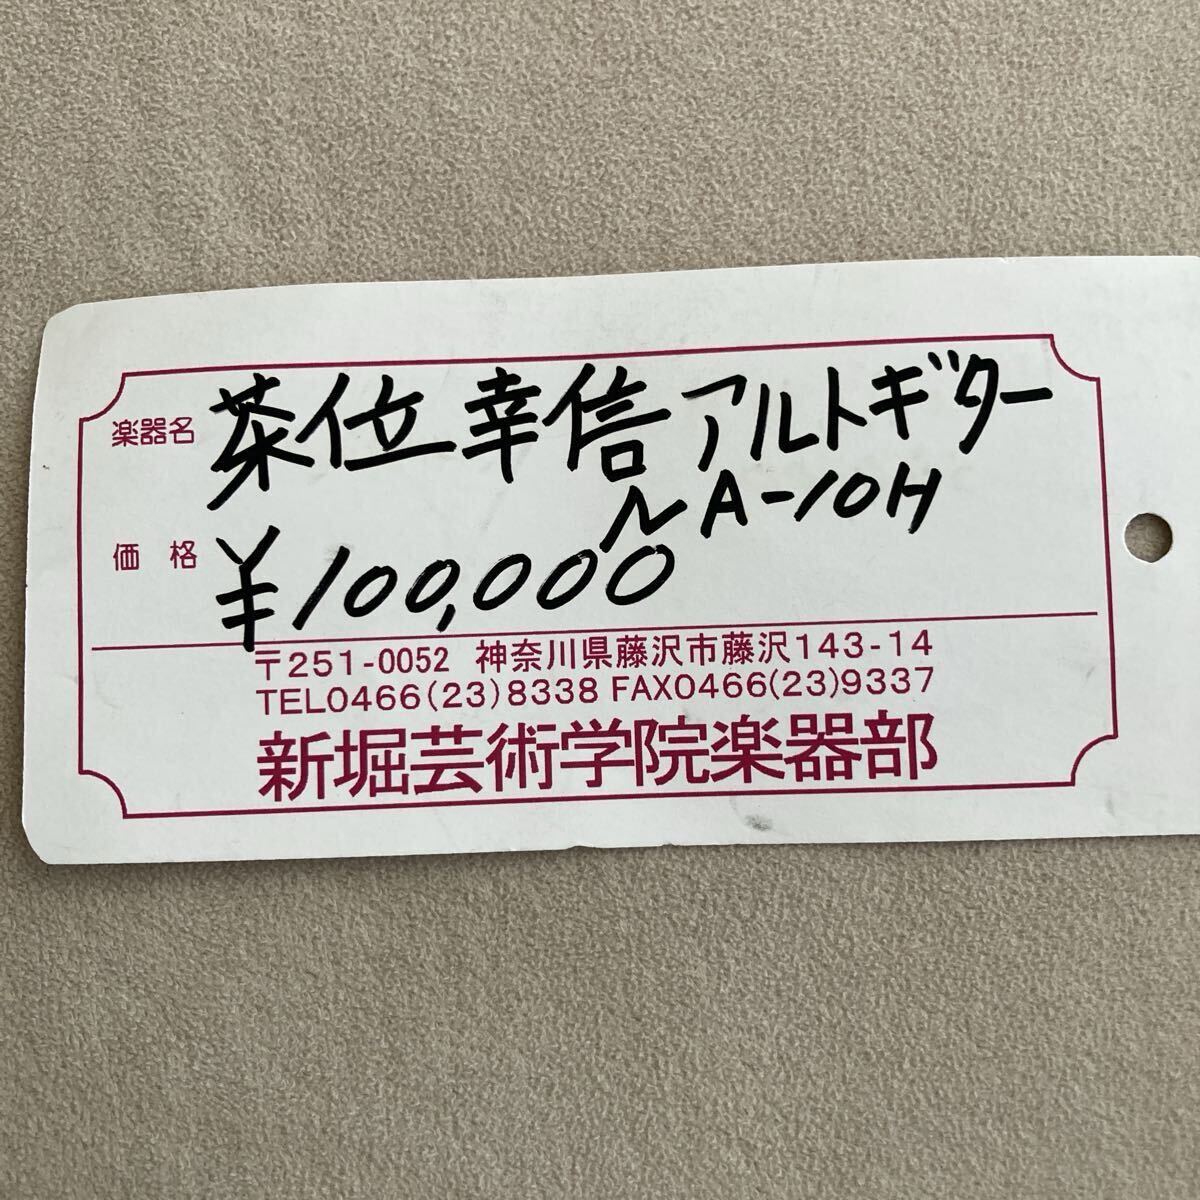 楽器名 茶位幸信アルトギター
NA-10H
価格 ¥100,000
〒251-0052 神奈川県藤沢市藤沢143-14
TEL0466(23)8338 FAX0466(23)9337
新堀芸術学院楽器部